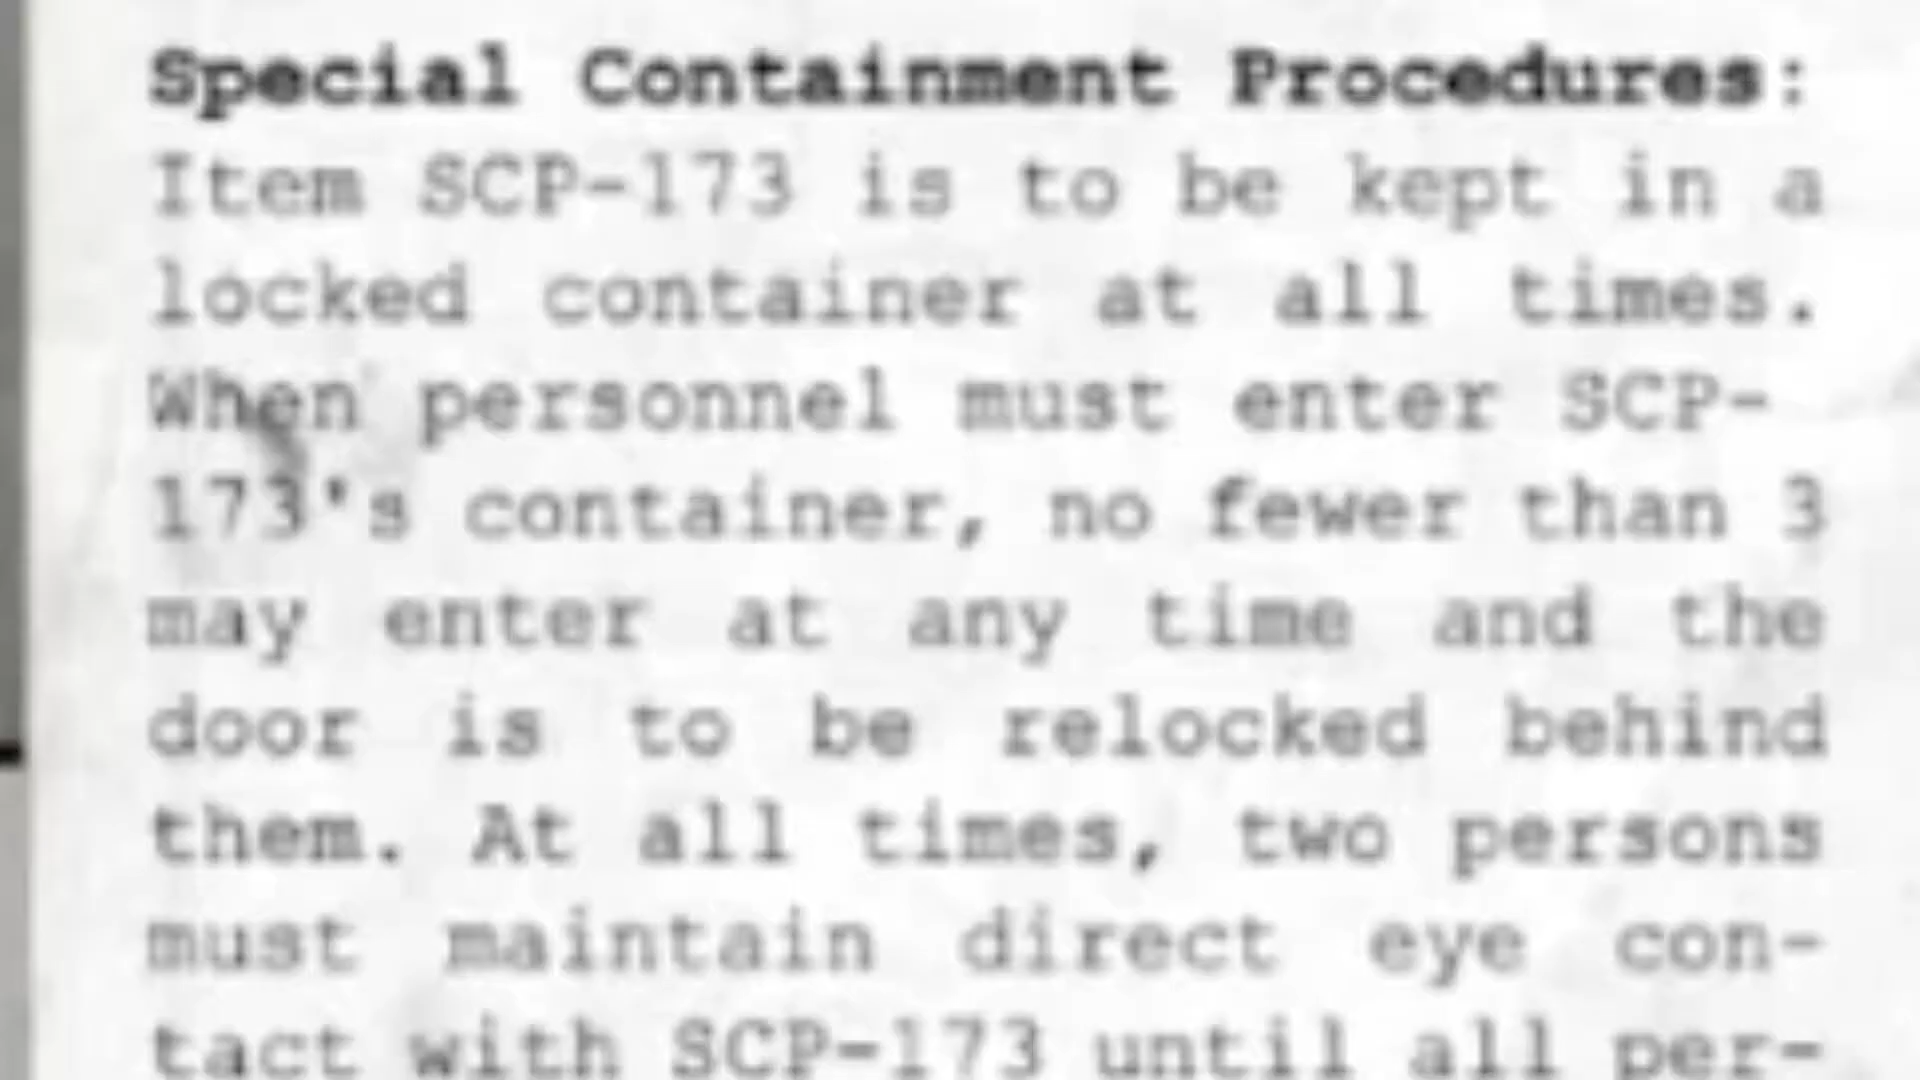 Special Containment Procedures:
Item SCP-173 is to be kept in a
locked container at all times.
When personnel must enter SCP-
173's container, no fewer than 3
may enter at any time and the
door is to be relocked behind
them. At all times, two persons
must maintain direct eye con-
tact with SCP-173 until all per-